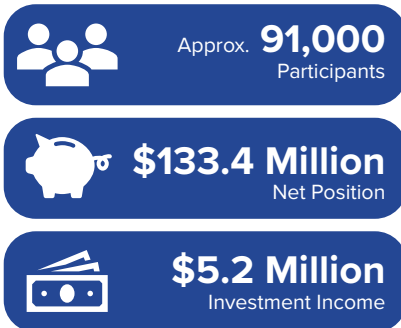 Approx. 91,000
Participants
$133.4 Million
Net Position
$5.2 Million
Investment Income